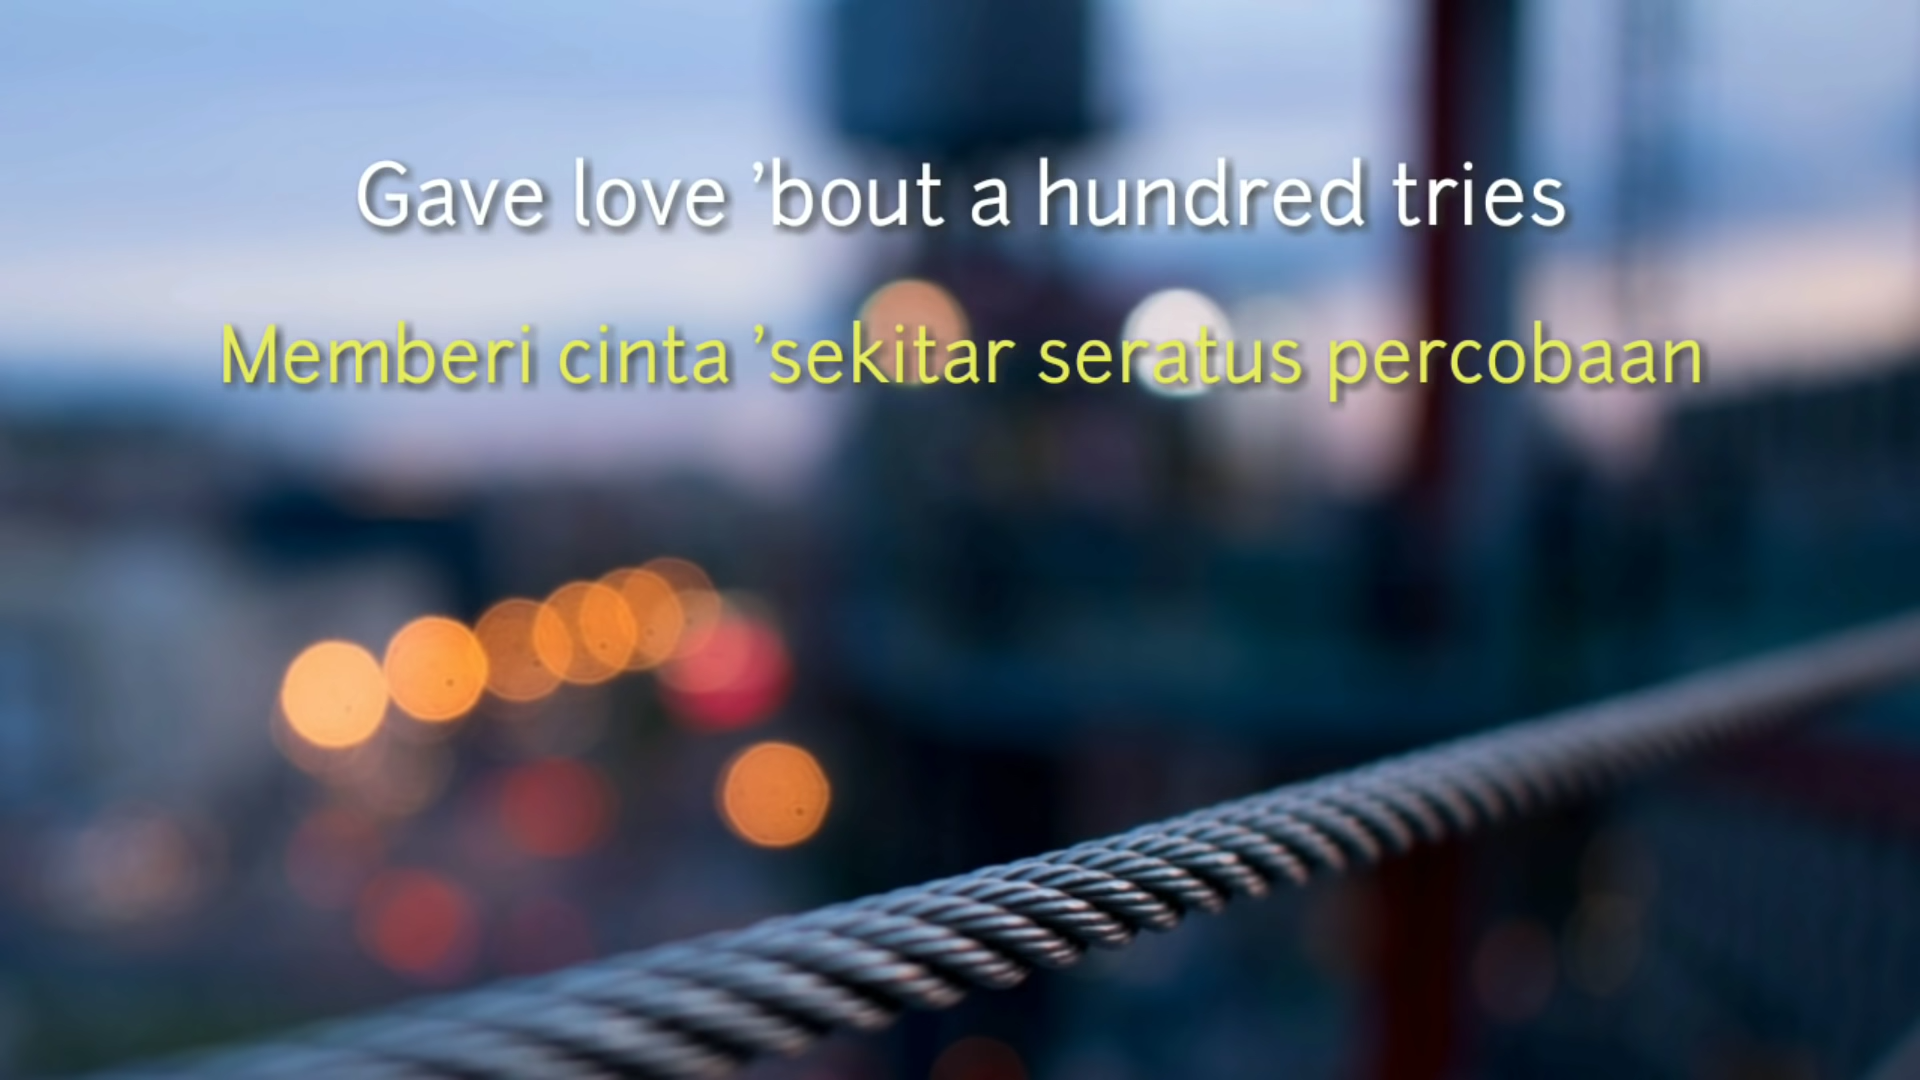 Gave love ’bout a hundred tries
Memberi cinta ’sekitar seratus percobaan